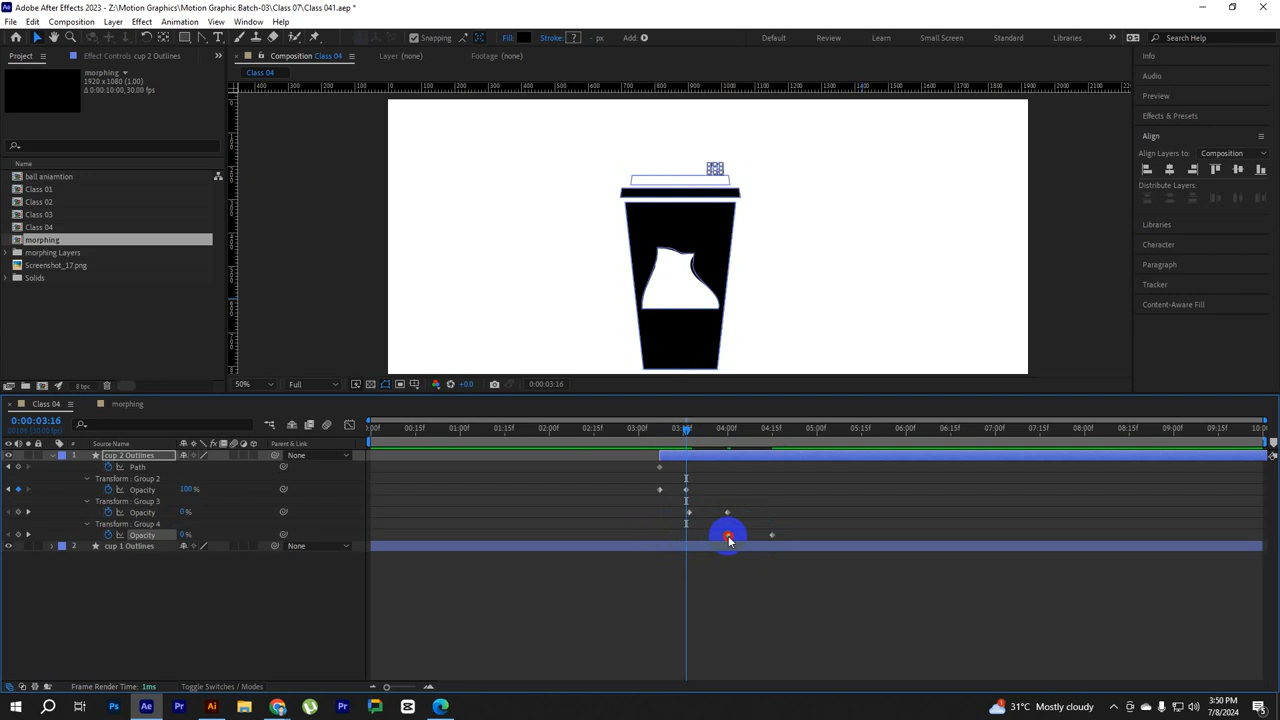 Adobe After Effects 2023 - Z:\Motion Graphics\Motion Graphic Batch-03\Class 07\Class 041.aep *
File Edit Composition Layer Effect Animation View Window Help
Snapping Fill: Stroke: ? - px Add: Default Review Learn Small Screen Standard Libraries Search Help
Project Effect Controls cup 2 Outlines Composition Class 04 Layer (none) Footage (none) Info
morphing
1920 x 1080 (1.00)
Δ 0:00:10:00, 30.00 fps
Class 04
Audio
Preview
Effects & Presets
Align
Align Layers to: Composition
Distribute Layers:
Name
ball aniamtion
Class 01
Class 02
Class 03
Class 04
morphing
morphing Layers
Screenshot_17.png
Solids
Libraries
Character
Paragraph
Tracker
Content-Aware Fill
8 bpc 50% Full +0.0 0:00:03:16
Class 04 morphing
0:00:03:16
01:00f 01:15f 02:00f 02:15f 03:00f 04:00f 04:15f 05:00f 05:15f 06:00f 06:15f 07:00f 07:15f 08:00f 08:15f 09:00f 09:15f
# Source Name Parent & Link
1 cup 2 Outlines None
Path
Transform : Group 2
Opacity 100 %
Transform : Group 3
Opacity 0 %
Transform : Group 4
Opacity 0 %
2 cup 1 Outlines None
Frame Render Time: 1ms Toggle Switches / Modes
31°C Mostly cloudy 3:50 PM
7/8/2024